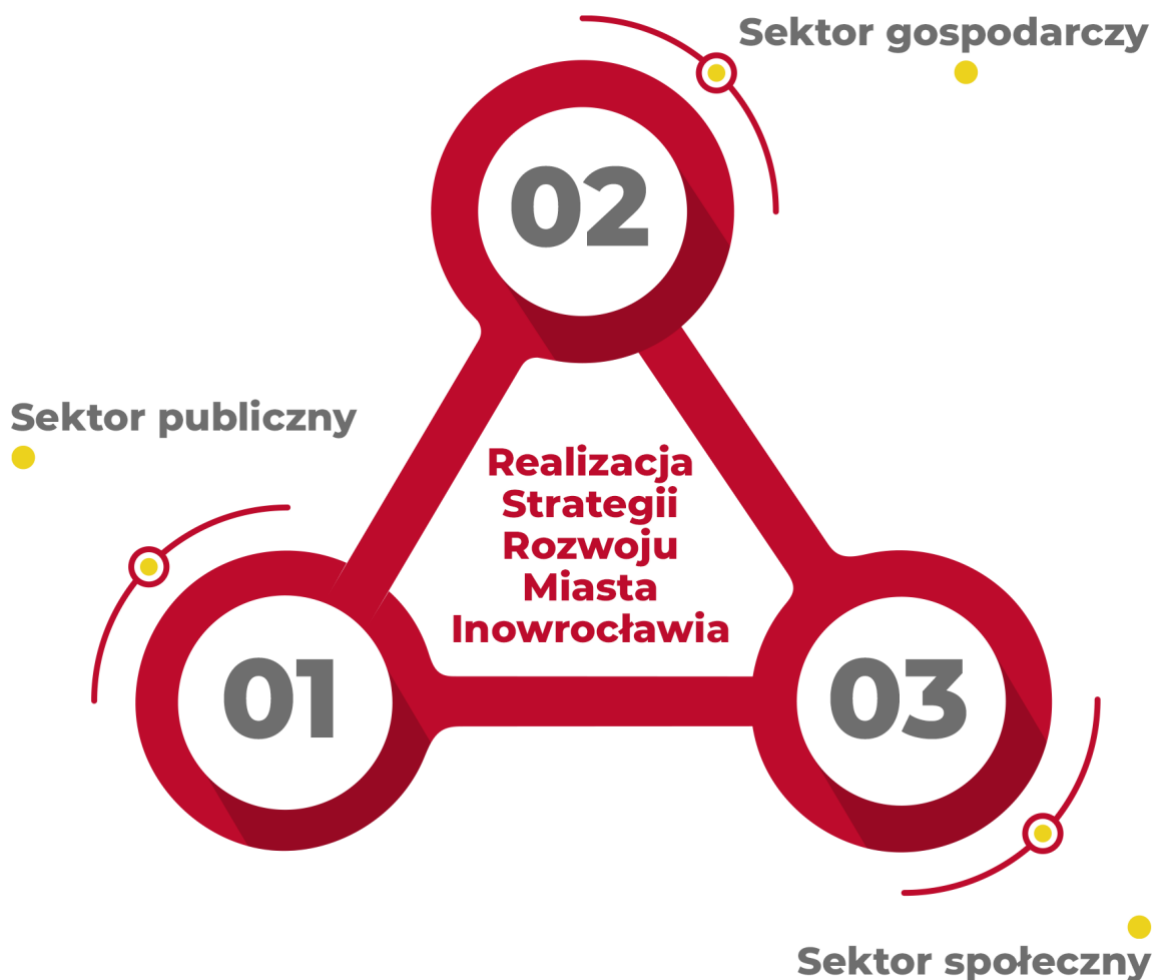 Sektor gospodarczy
02
Sektor publiczny
Realizacja
Strategii
Rozwoju
Miasta
Inowrocławia
01
03
Sektor społeczny